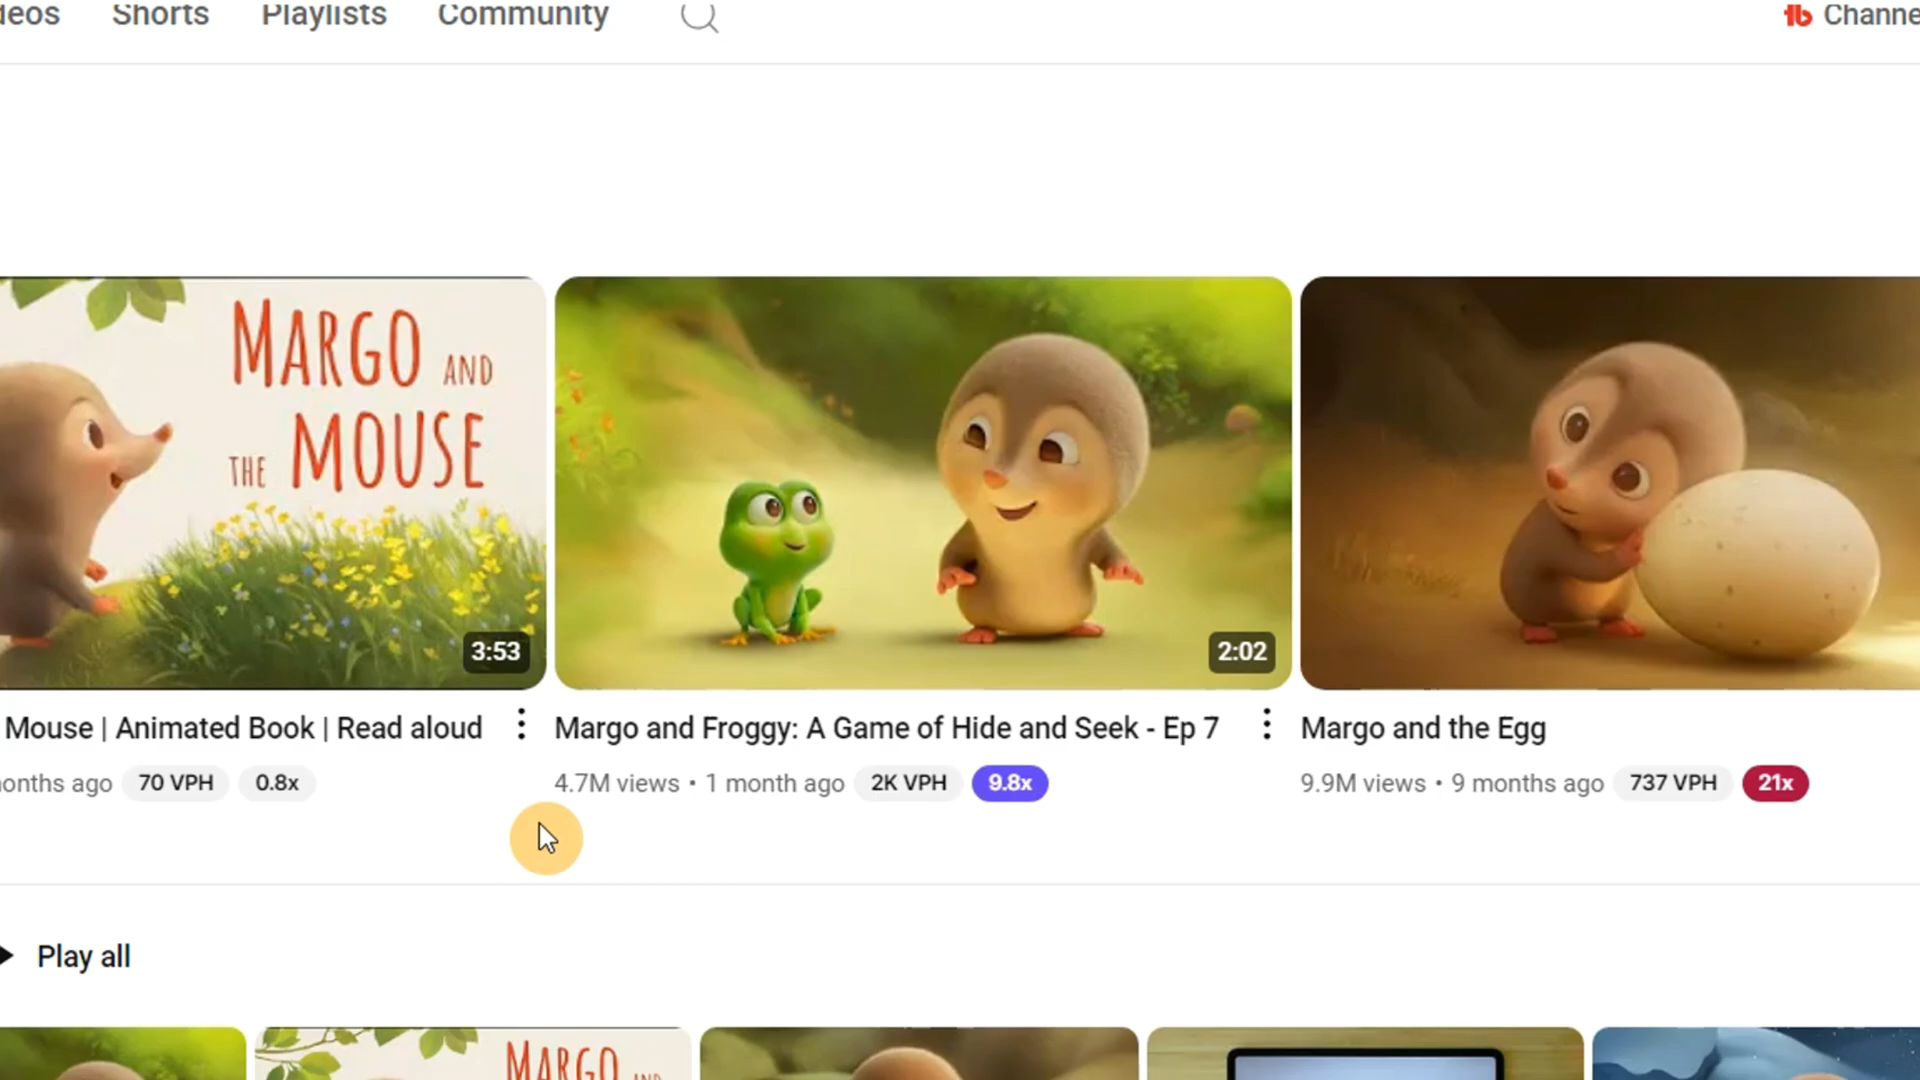 Shorts Playlists Community
MARGO AND
THE MOUSE
3:53
2:02
Mouse | Animated Book | Read aloud
Margo and Froggy: A Game of Hide and Seek - Ep 7
Margo and the Egg
ago 70 VPH 0.8x
4.7M views • 1 month ago 2K VPH 9.8x
9.9M views • 9 months ago 737 VPH 21x
Play all
MARGO